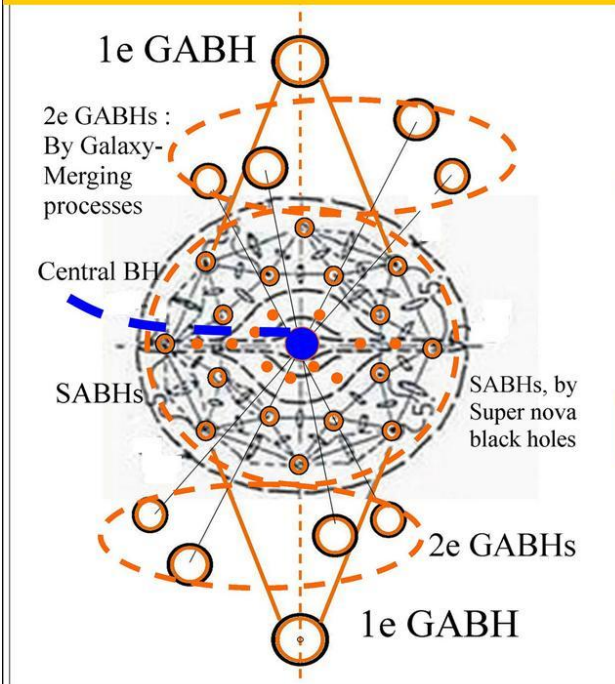 1e GABH
2e GABHs :
By Galaxy-
Merging
processes
Central BH
SABHs
SABHs, by
Super nova
black holes
2e GABHs
1e GABH